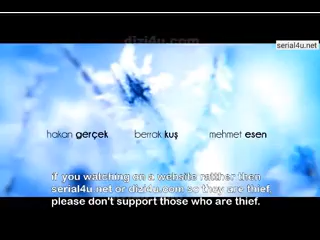 dizi4u.com
serial4u.net
hakan gerçek berrak kuş mehmet esen
if you watching on a website ratther then
serial4u.net or dizi4u.com so they are thief.
please don't support those who are thief.